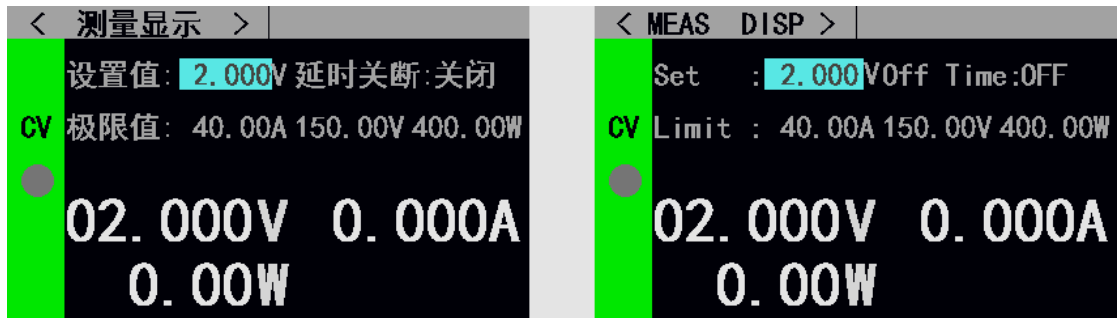 < 测量显示 >
设置值: 2.000V 延时关断:关闭
CV 极限值: 40.00A 150.00V 400.00W
02.000V 0.000A
0.00W
< MEAS DISP >
Set : 2.000VOff Time:OFF
CV Limit : 40.00A 150.00V 400.00W
02.000V 0.000A
0.00W